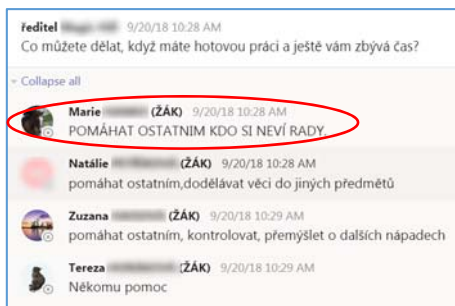 ředitel 9/20/18 10:28 AM
Co můžete dělat, když máte hotovou práci a ještě vám zbývá čas?
Collapse all
Marie (ŽÁK) 9/20/18 10:28 AM
POMÁHAT OSTATNIM KDO SI NEVÍ RADY.
Natálie (ŽÁK) 9/20/18 10:28 AM
pomáhat ostatním,dodělávat věci do jiných předmětů
Zuzana (ŽÁK) 9/20/18 10:29 AM
pomáhat ostatním, kontrolovat, přemýšlet o dalších nápadech
Tereza (ŽÁK) 9/20/18 10:29 AM
Někomu pomoc